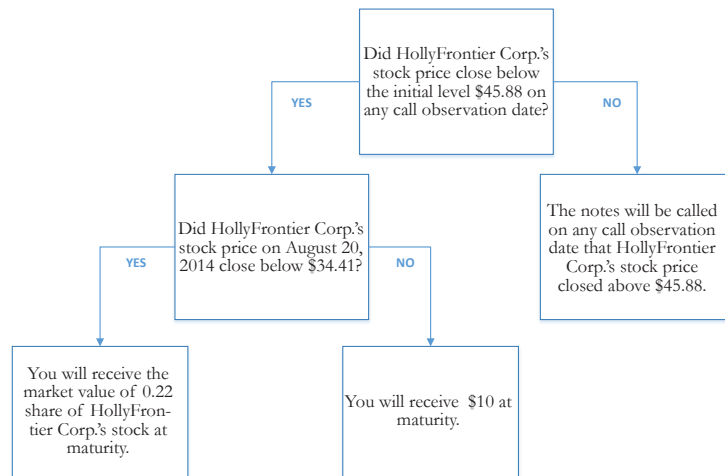 Did HollyFrontier Corp.'s
stock price close below
the initial level $45.88 on
any call observation date?
YES
NO
Did HollyFrontier Corp.'s
stock price on August 20,
2014 close below $34.41?
The notes will be called
on any call observation
date that HollyFrontier
Corp.'s stock price
closed above $45.88.
YES
NO
You will receive the
market value of 0.22
share of HollyFron-
tier Corp.'s stock at
maturity.
You will receive $10 at
maturity.